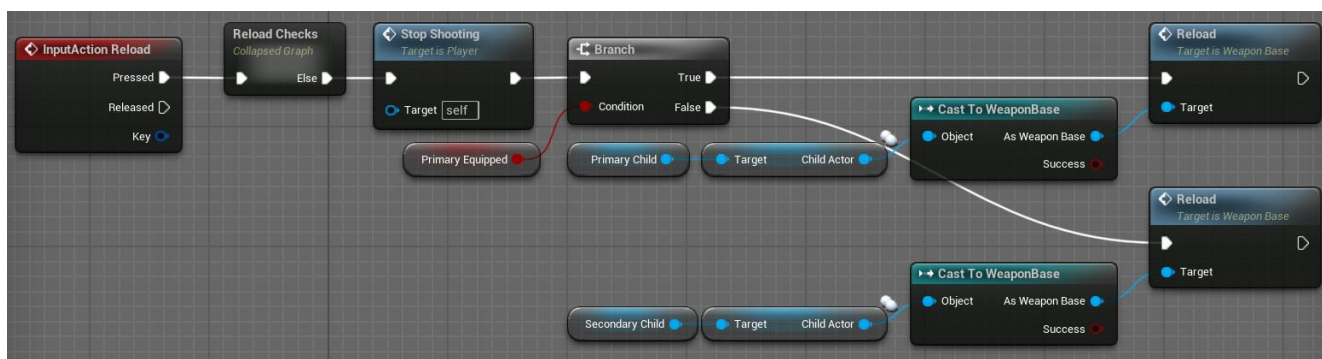 InputAction Reload
Pressed
Released
Key
Reload Checks
Collapsed Graph
Else
Stop Shooting
Target is Player
Target self
Branch
True
Condition
False
Primary Equipped
Primary Child
Target
Child Actor
Cast To WeaponBase
Object
As Weapon Base
Success
Reload
Target is Weapon Base
Target
Reload
Target is Weapon Base
Target
Cast To WeaponBase
Object
As Weapon Base
Success
Secondary Child
Target
Child Actor